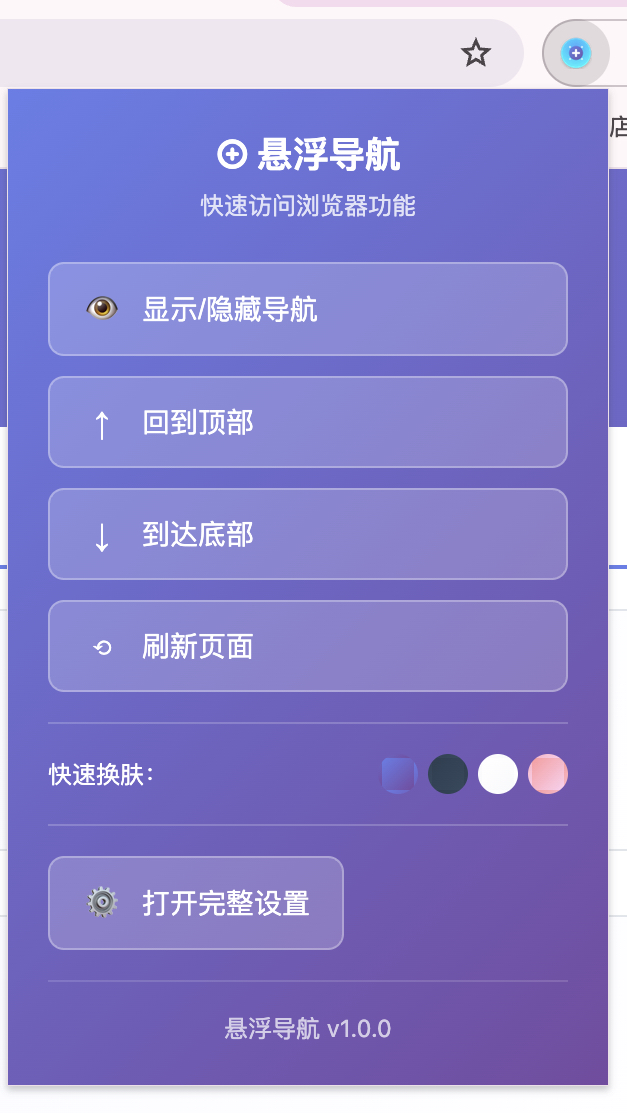 店
悬浮导航
快速访问浏览器功能
显示/隐藏导航
回到顶部
到达底部
刷新页面
快速换肤：
打开完整设置
悬浮导航 v1.0.0